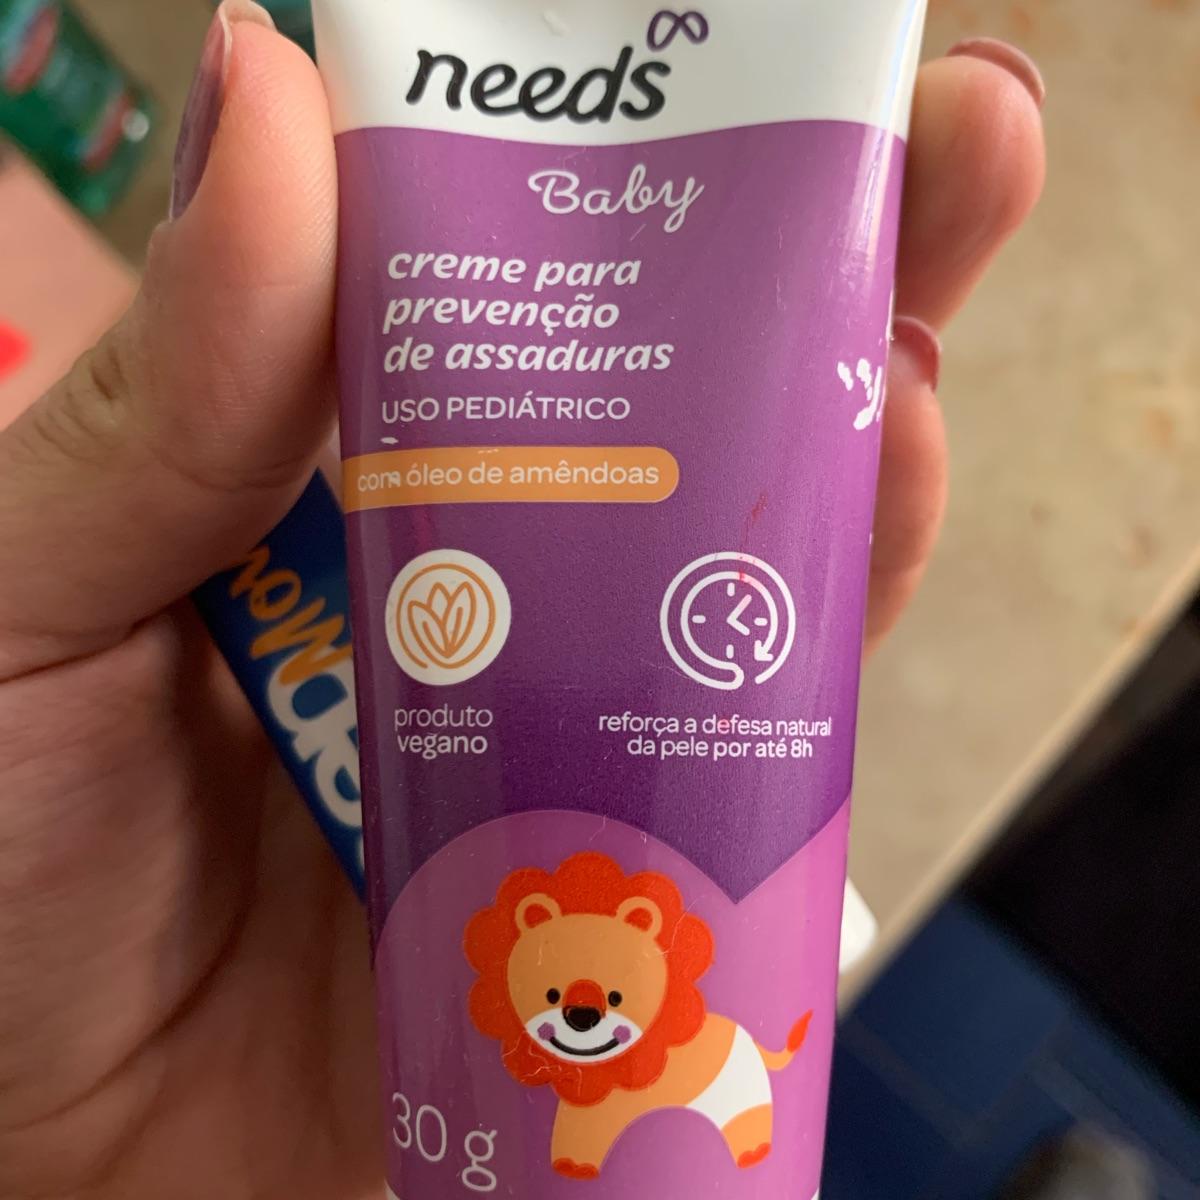 needs
Baby
creme para
prevenção
de assaduras
USO PEDIÁTRICO
com óleo de amêndoas
produto
vegano
reforça a defesa natural
da pele por até 8h
30 g